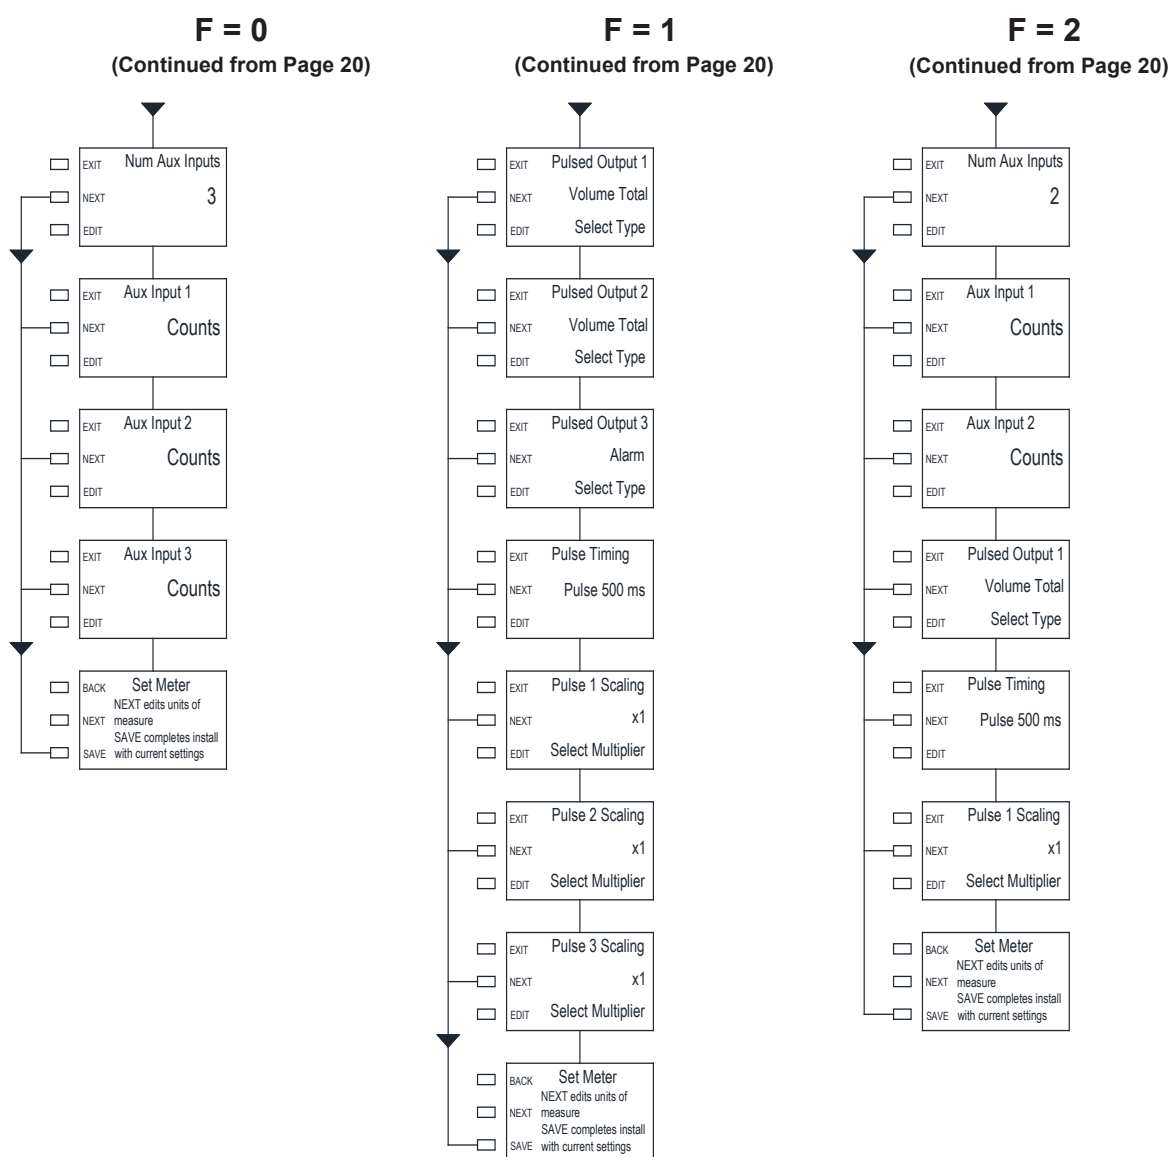 F = 0
(Continued from Page 20)
EXIT Num Aux Inputs
NEXT 3
EDIT
EXIT Aux Input 1
NEXT Counts
EDIT
EXIT Aux Input 2
NEXT Counts
EDIT
EXIT Aux Input 3
NEXT Counts
EDIT
BACK Set Meter
NEXT edits units of
NEXT measure
SAVE completes install
SAVE with current settings
F = 1
(Continued from Page 20)
EXIT Pulsed Output 1
NEXT Volume Total
EDIT Select Type
EXIT Pulsed Output 2
NEXT Volume Total
EDIT Select Type
EXIT Pulsed Output 3
NEXT Alarm
EDIT Select Type
EXIT Pulse Timing
NEXT Pulse 500 ms
EDIT
EXIT Pulse 1 Scaling
NEXT x1
EDIT Select Multiplier
EXIT Pulse 2 Scaling
NEXT x1
EDIT Select Multiplier
EXIT Pulse 3 Scaling
NEXT x1
EDIT Select Multiplier
BACK Set Meter
NEXT edits units of
NEXT measure
SAVE completes install
SAVE with current settings
F = 2
(Continued from Page 20)
EXIT Num Aux Inputs
NEXT 2
EDIT
EXIT Aux Input 1
NEXT Counts
EDIT
EXIT Aux Input 2
NEXT Counts
EDIT
EXIT Pulsed Output 1
NEXT Volume Total
EDIT Select Type
EXIT Pulse Timing
NEXT Pulse 500 ms
EDIT
EXIT Pulse 1 Scaling
NEXT x1
EDIT Select Multiplier
BACK Set Meter
NEXT edits units of
NEXT measure
SAVE completes install
SAVE with current settings